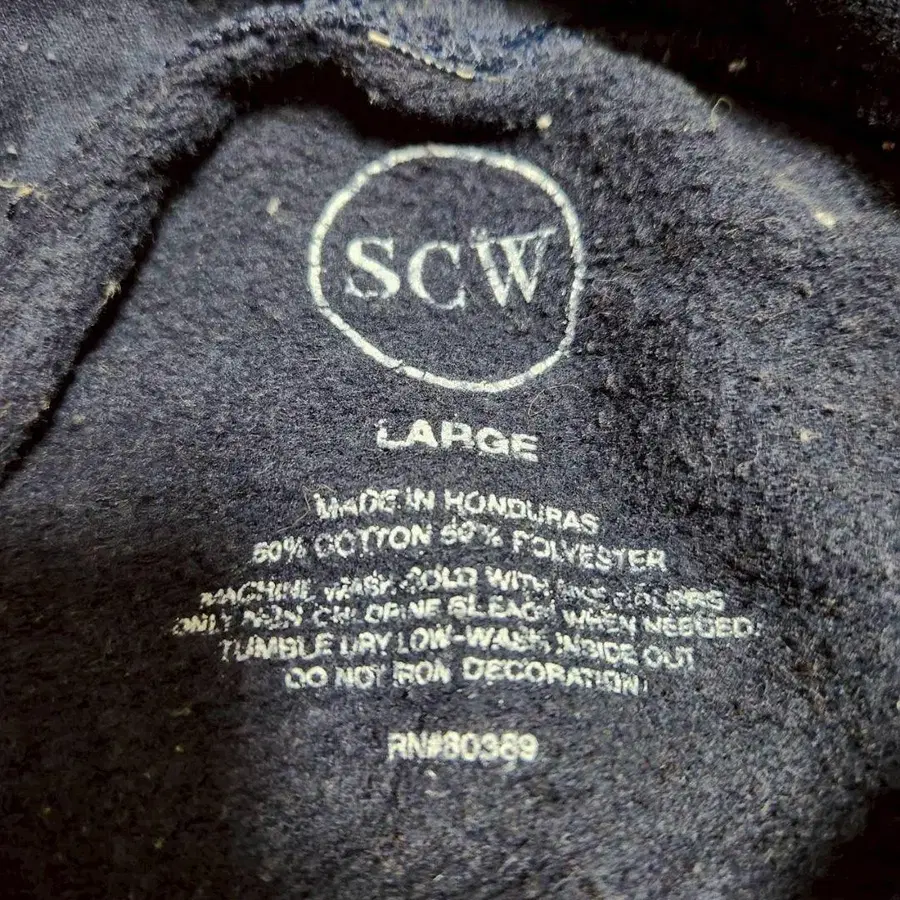 SCW
LARGE
MADE IN HONDURAS
50% COTTON 50% POLYESTER
MACHINE WASH COLD WITH LIKE COLORS
ONLY NON CHLORINE BLEACH WHEN NEEDED.
TUMBLE DRY LOW-WASH INSIDE OUT
DO NOT IRON DECORATION
RN#80389